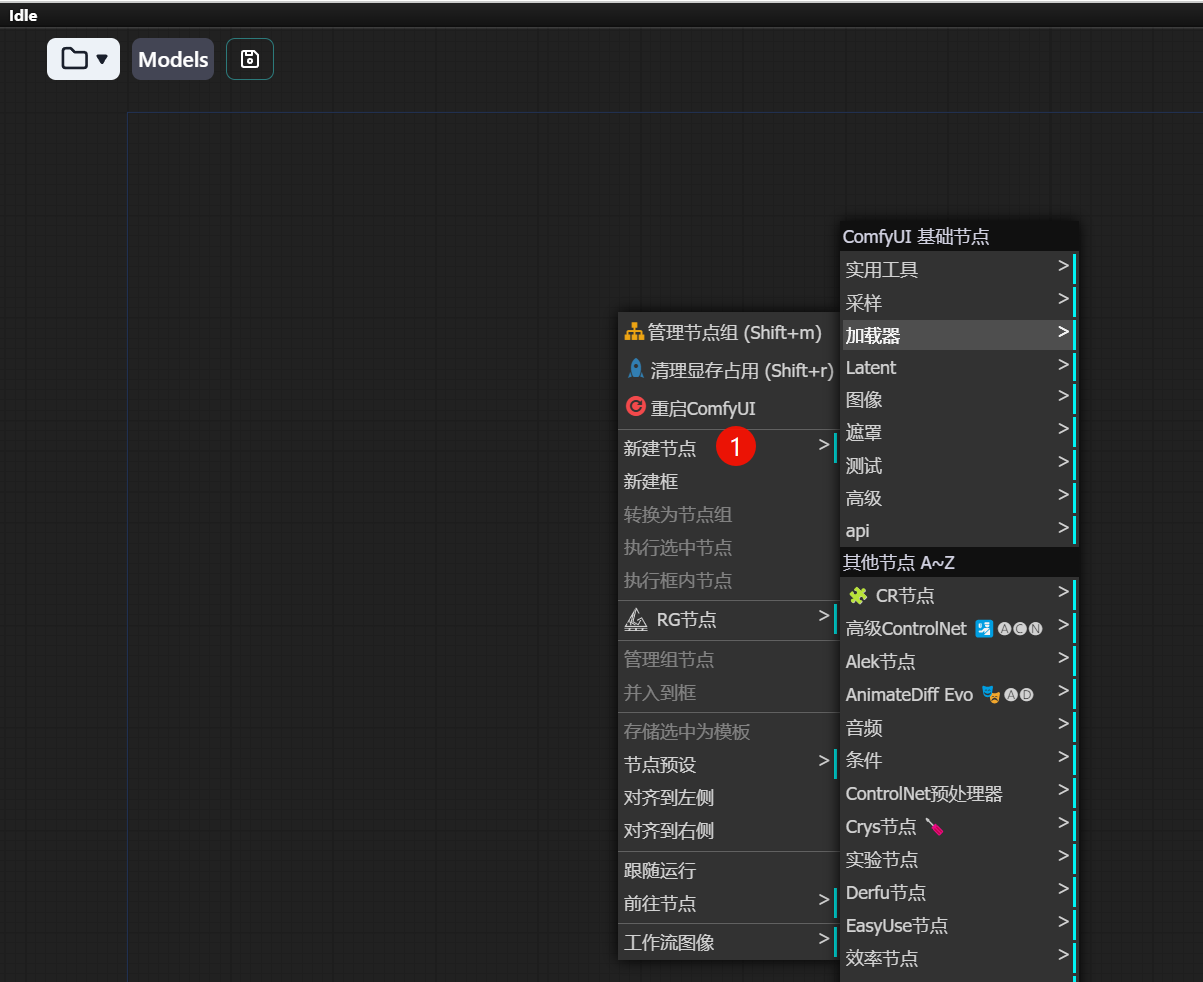 Idle
Models
管理节点组 (Shift+m)
清理显存占用 (Shift+r)
重启ComfyUI
新建节点 >
1
新建框
转换为节点组
执行选中节点
执行框内节点
RG节点 >
管理组节点
并入到框
存储选中为模板
节点预设 >
对齐到左侧
对齐到右侧
跟随运行
前往节点 >
工作流图像 >
ComfyUI 基础节点
实用工具 >
采样 >
加载器 >
Latent >
图像 >
遮罩 >
测试 >
高级 >
api >
其他节点 A~Z
🧩 CR节点 >
高级ControlNet 🛂🅐🅒🅝 >
Alek节点 >
AnimateDiff Evo 🎭🅐🅓 >
音频 >
条件 >
ControlNet预处理器 >
Crys节点 🪛 >
实验节点 >
Derfu节点 >
EasyUse节点 >
效率节点 >